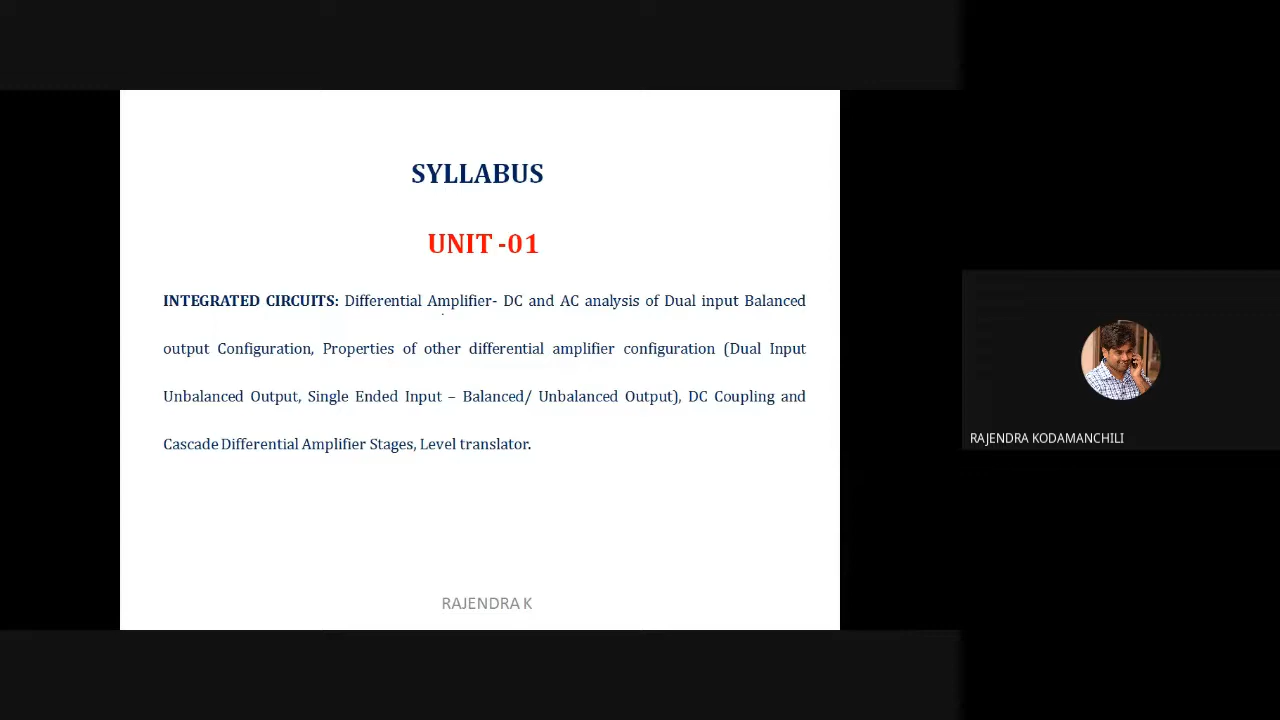 SYLLABUS
UNIT -01
INTEGRATED CIRCUITS: Differential Amplifier- DC and AC analysis of Dual input Balanced
output Configuration, Properties of other differential amplifier configuration (Dual Input
Unbalanced Output, Single Ended Input – Balanced/ Unbalanced Output), DC Coupling and
Cascade Differential Amplifier Stages, Level translator.
RAJENDRA K
RAJENDRA KODAMANCHILI